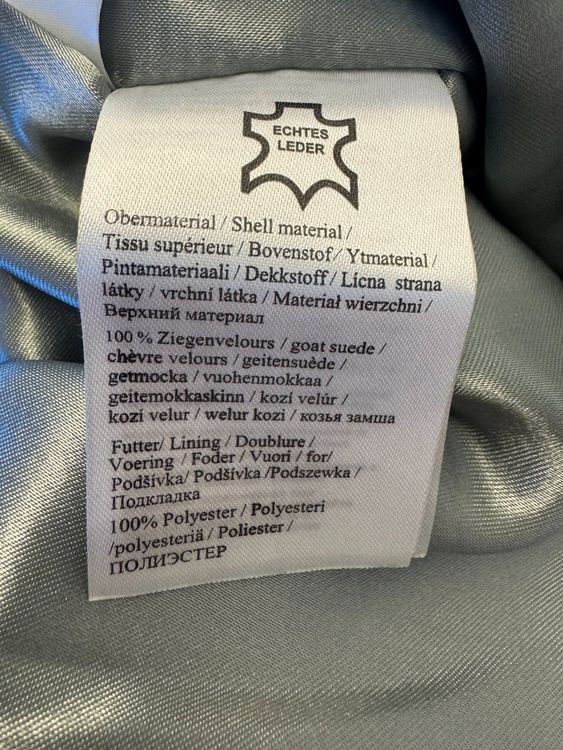 ECHTES
LEDER
Obermaterial / Shell material /
Tissu supérieur / Bovenstof / Ytmaterial /
Pintamateriaali / Dekkstoff / Lícna strana
látky / vrchní látka / Materiał wierzchni /
Верхний материал
100 % Ziegenvelours / goat suede /
chèvre velours / geitensuède /
getmocka / vuohenmokkaa /
geitemokkaskinn / kozí velúr /
kozí velur / welur kozi / козья замша
Futter/ Lining / Doublure /
Voering / Foder / Vuori / for/
Podšívka/ Podšívka /Podszewka /
Подкладка
100% Polyester / Polyesteri
/polyesteriä / Poliester /
ПОЛИЭСТЕР